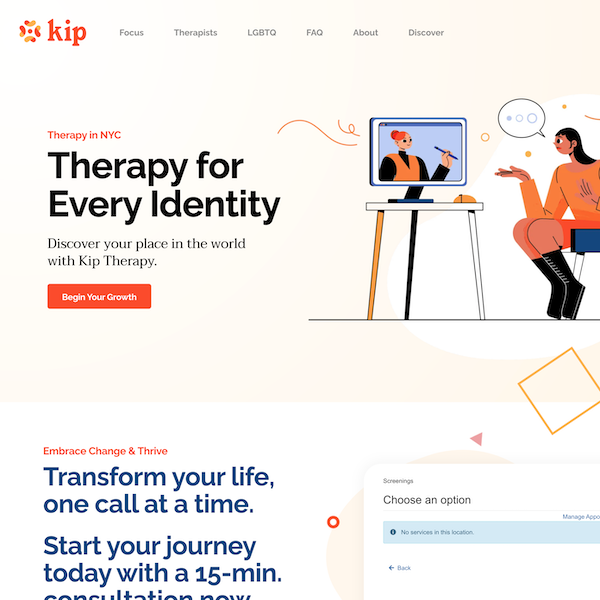 kip
Focus Therapists LGBTQ FAQ About Discover
Therapy in NYC
Therapy for
Every Identity
Discover your place in the world
with Kip Therapy.
Begin Your Growth
Embrace Change & Thrive
Transform your life,
one call at a time.
Start your journey
today with a 15-min.
consultation now
Screenings
Choose an option
Manage Appo
No services in this location.
Back